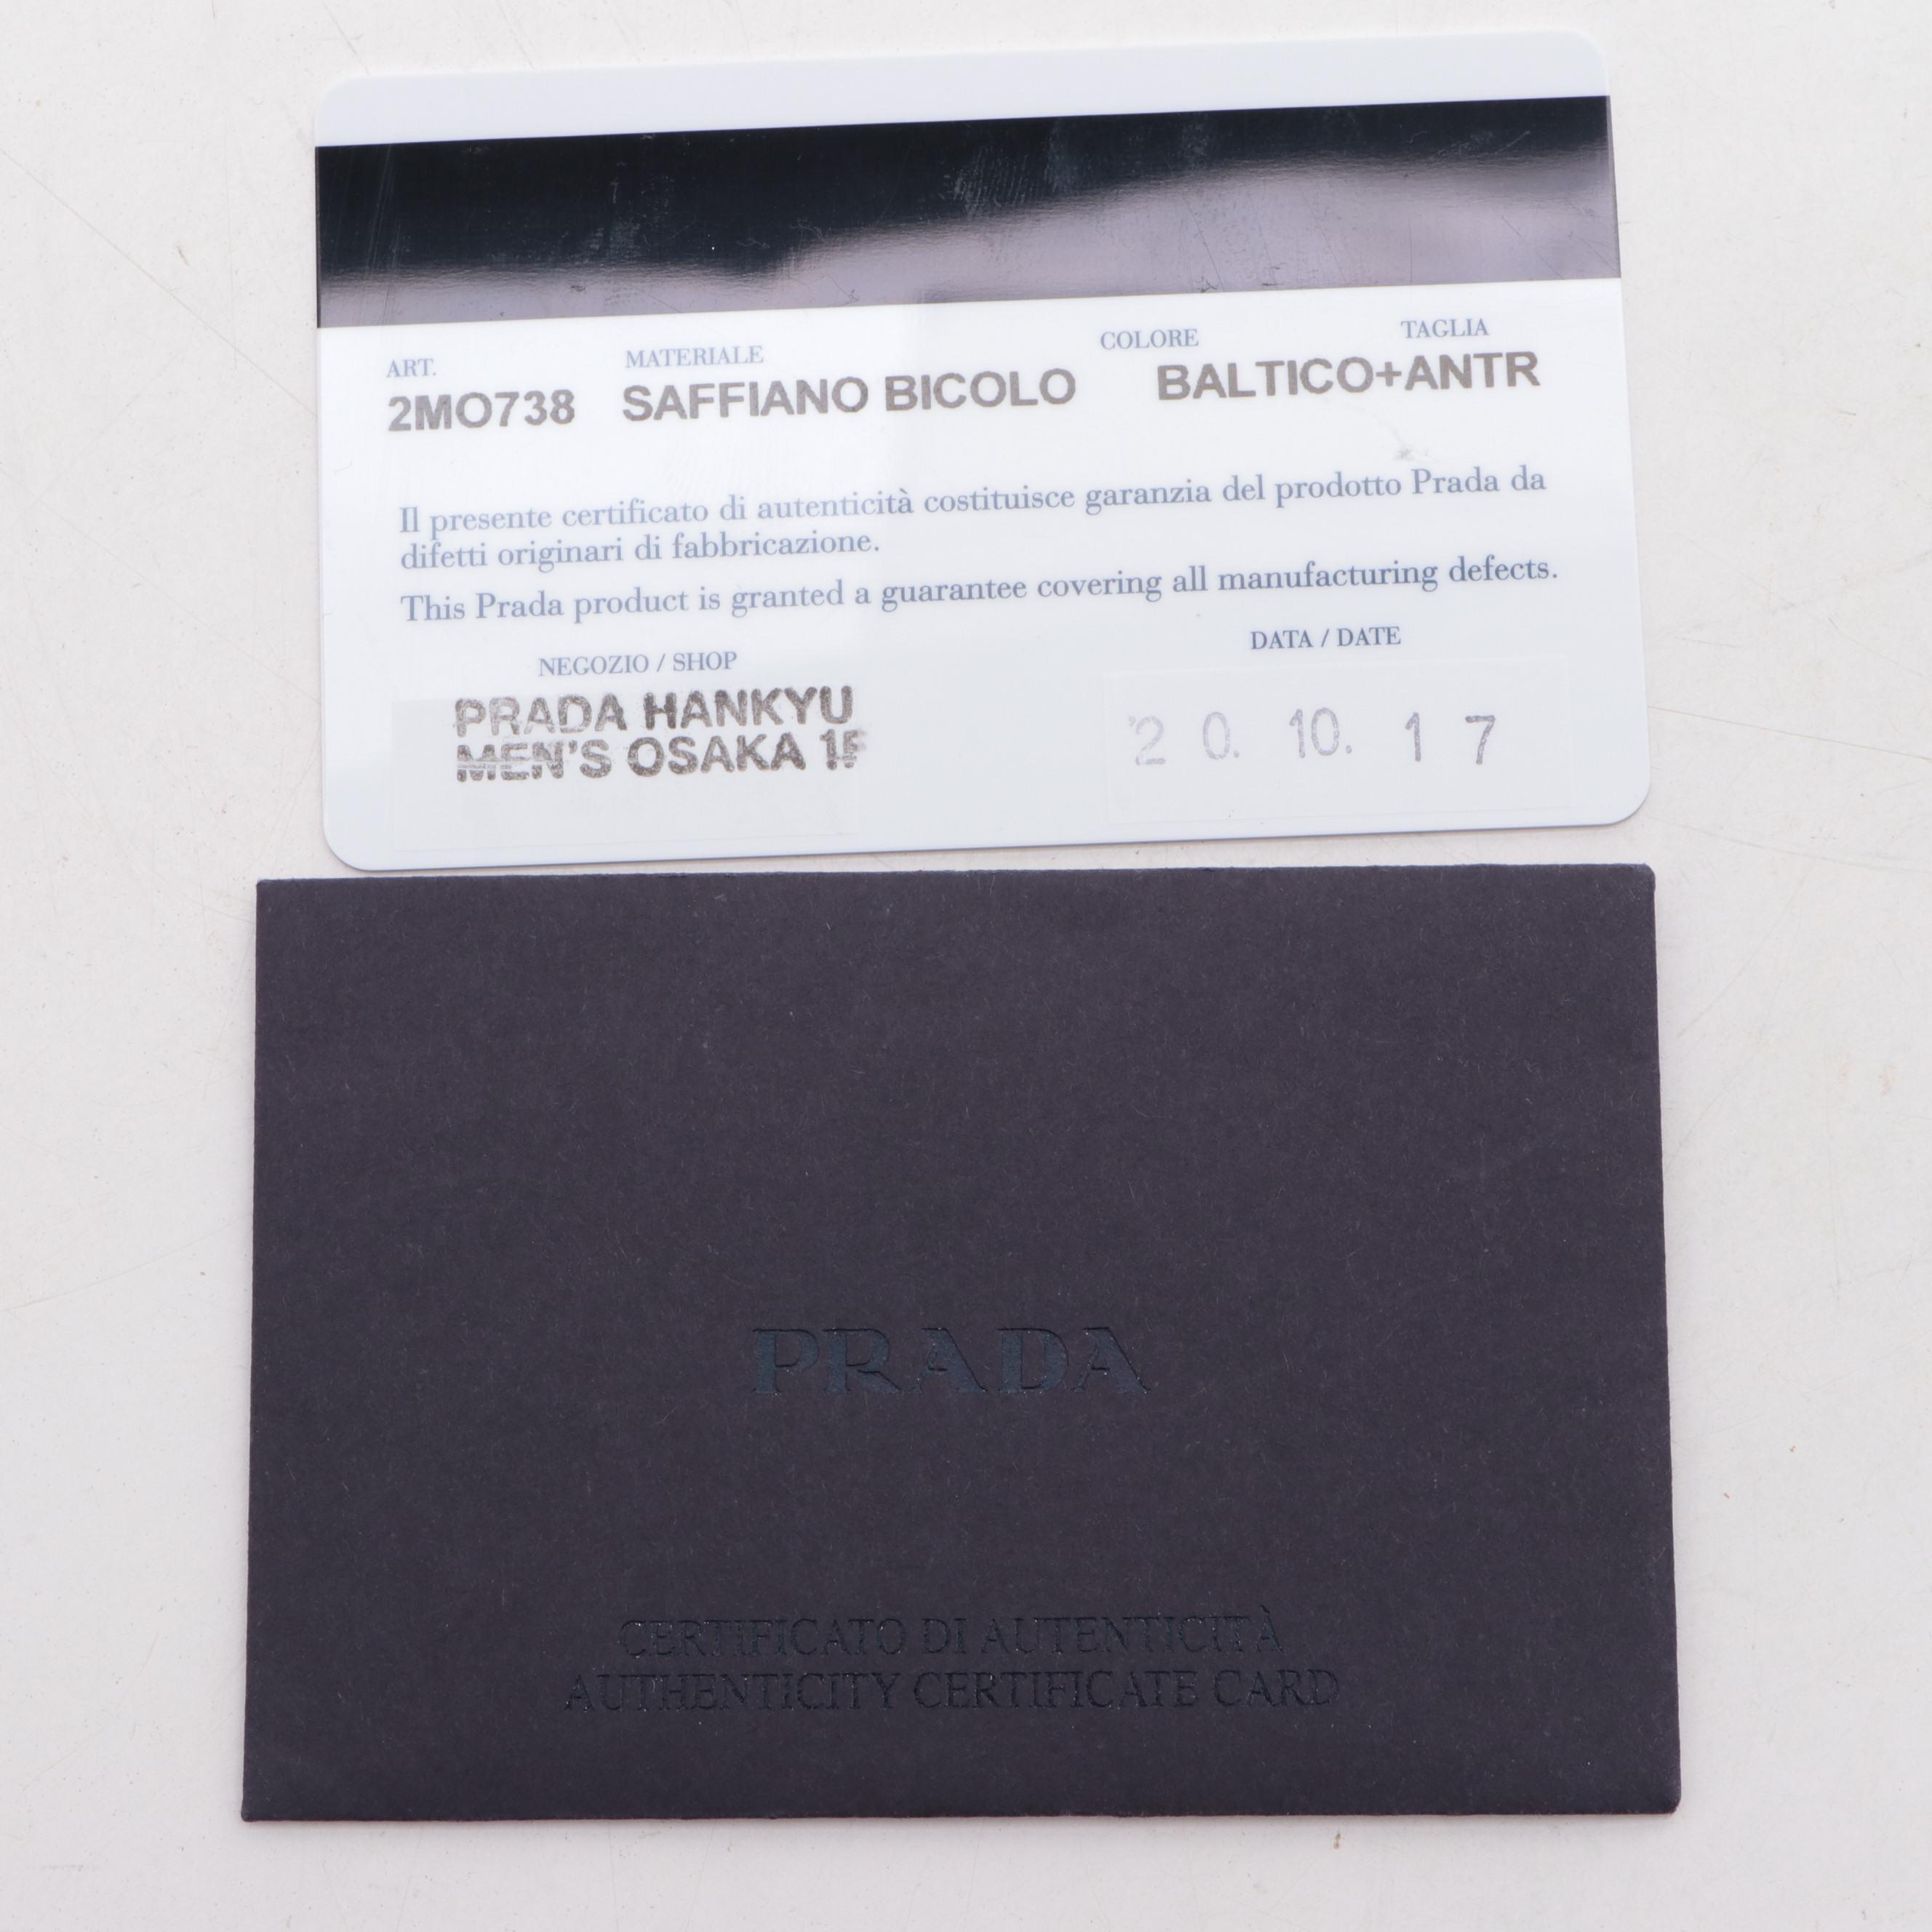 ART. MATERIALE COLORE TAGLIA
2MO738 SAFFIANO BICOLO BALTICO+ANTR
Il presente certificato di autenticità costituisce garanzia del prodotto Prada da
difetti originari di fabbricazione.
This Prada product is granted a guarantee covering all manufacturing defects.
NEGOZIO / SHOP DATA / DATE
PRADA HANKYU
MEN'S OSAKA 1F
'20. 10. 17
PRADA
CERTIFICATO DI AUTENTICITÀ
AUTHENTICITY CERTIFICATE CARD